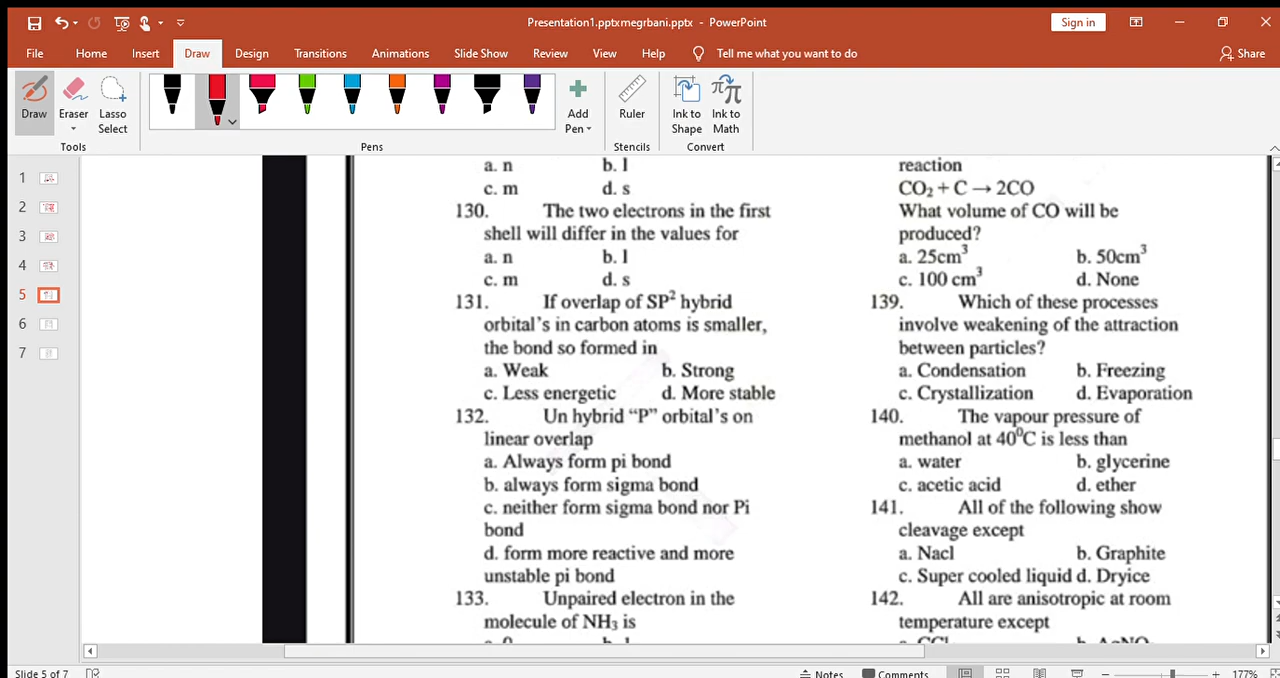 Presentation1.pptxmegrbani.pptx - PowerPoint
Sign in
File Home Insert Draw Design Transitions Animations Slide Show Review View Help Tell me what you want to do Share
Draw Eraser Lasso Select Add Pen Ruler Ink to Shape Ink to Math
Tools Pens Stencils Convert
1
2
3
4
5
6
7
a. n b. l
c. m d. s
130. The two electrons in the first
shell will differ in the values for
a. n b. l
c. m d. s
131. If overlap of SP² hybrid
orbital's in carbon atoms is smaller,
the bond so formed in
a. Weak b. Strong
c. Less energetic d. More stable
132. Un hybrid “P” orbital's on
linear overlap
a. Always form pi bond
b. always form sigma bond
c. neither form sigma bond nor Pi
bond
d. form more reactive and more
unstable pi bond
133. Unpaired electron in the
molecule of NH₃ is
reaction
CO₂ + C → 2CO
What volume of CO will be
produced?
a. 25cm³ b. 50cm³
c. 100 cm³ d. None
139. Which of these processes
involve weakening of the attraction
between particles?
a. Condensation b. Freezing
c. Crystallization d. Evaporation
140. The vapour pressure of
methanol at 40⁰C is less than
a. water b. glycerine
c. acetic acid d. ether
141. All of the following show
cleavage except
a. Nacl b. Graphite
c. Super cooled liquid d. Dryice
142. All are anisotropic at room
temperature except
Slide 5 of 7 Notes Comments 177%